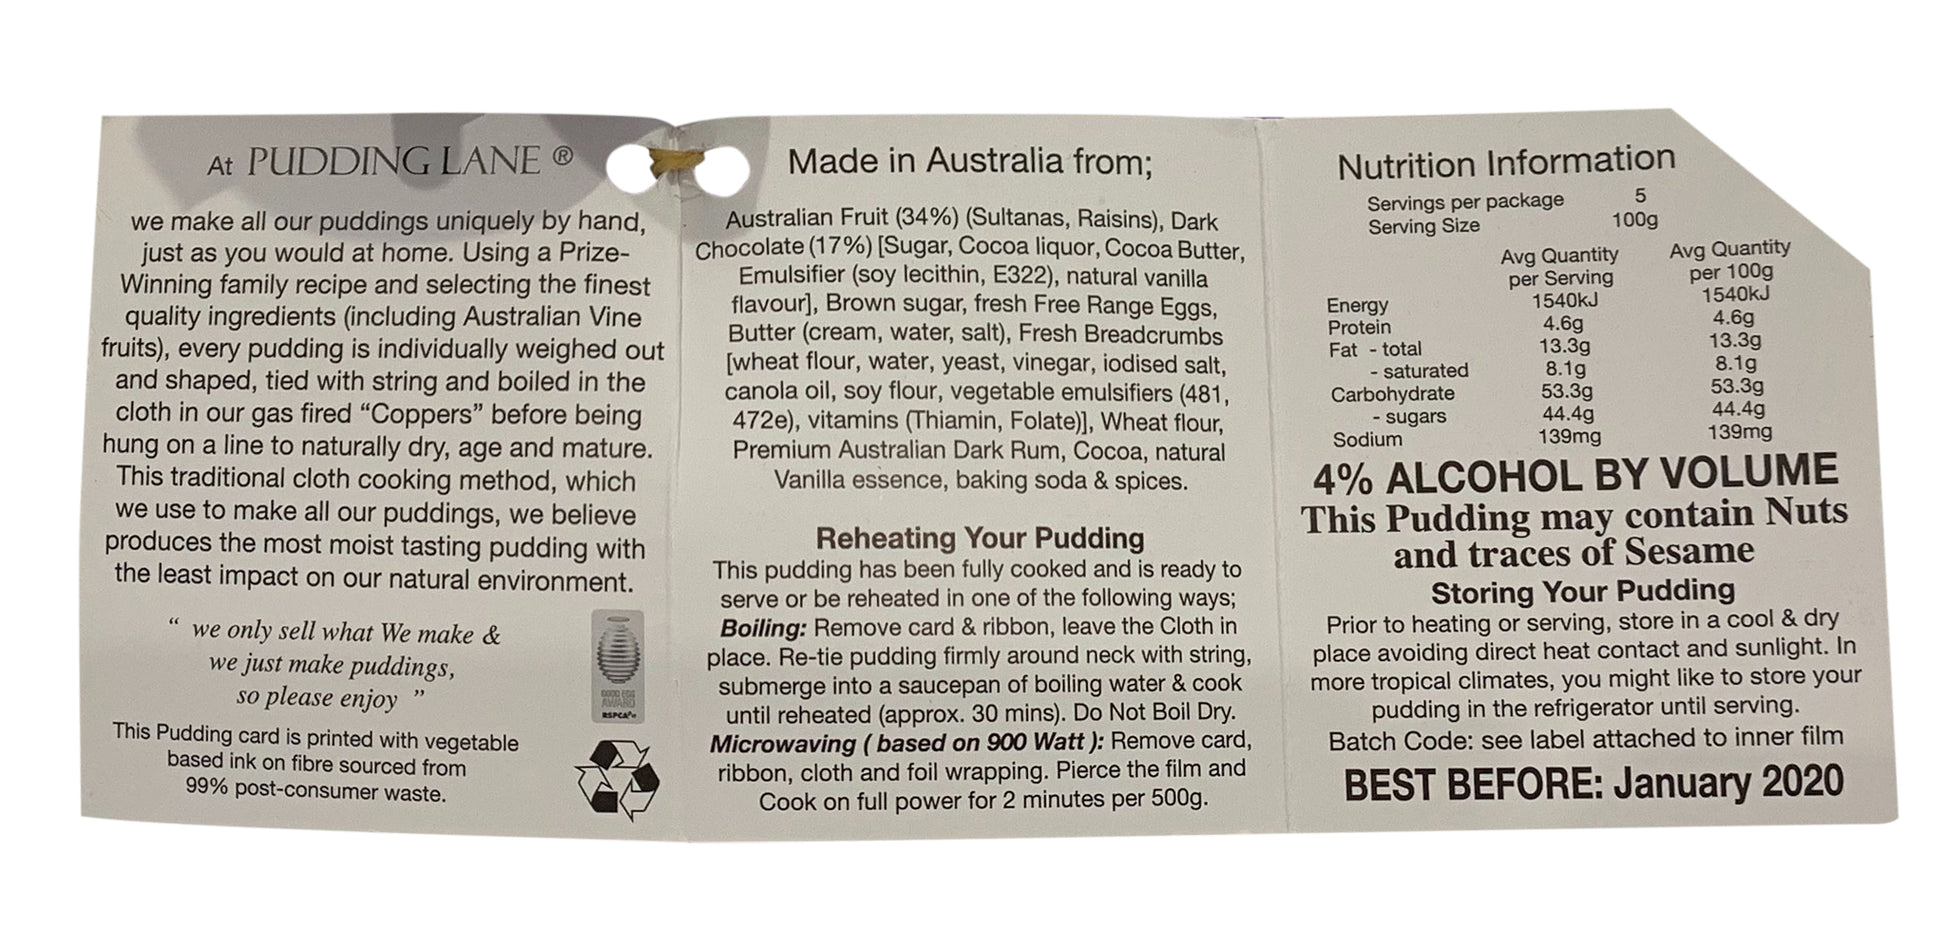 At PUDDING LANE ®
we make all our puddings uniquely by hand,
just as you would at home. Using a Prize-
Winning family recipe and selecting the finest
quality ingredients (including Australian Vine
fruits), every pudding is individually weighed out
and shaped, tied with string and boiled in the
cloth in our gas fired “Coppers” before being
hung on a line to naturally dry, age and mature.
This traditional cloth cooking method, which
we use to make all our puddings, we believe
produces the most moist tasting pudding with
the least impact on our natural environment.
“ we only sell what We make &
we just make puddings,
so please enjoy ”
GOOD EGG
AWARD
RSPCA
This Pudding card is printed with vegetable
based ink on fibre sourced from
99% post-consumer waste.
Made in Australia from;
Australian Fruit (34%) (Sultanas, Raisins), Dark
Chocolate (17%) [Sugar, Cocoa liquor, Cocoa Butter,
Emulsifier (soy lecithin, E322), natural vanilla
flavour], Brown sugar, fresh Free Range Eggs,
Butter (cream, water, salt), Fresh Breadcrumbs
[wheat flour, water, yeast, vinegar, iodised salt,
canola oil, soy flour, vegetable emulsifiers (481,
472e), vitamins (Thiamin, Folate)], Wheat flour,
Premium Australian Dark Rum, Cocoa, natural
Vanilla essence, baking soda & spices.
Reheating Your Pudding
This pudding has been fully cooked and is ready to
serve or be reheated in one of the following ways;
Boiling: Remove card & ribbon, leave the Cloth in
place. Re-tie pudding firmly around neck with string,
submerge into a saucepan of boiling water & cook
until reheated (approx. 30 mins). Do Not Boil Dry.
Microwaving ( based on 900 Watt ): Remove card,
ribbon, cloth and foil wrapping. Pierce the film and
Cook on full power for 2 minutes per 500g.
Nutrition Information
Servings per package 5
Serving Size 100g
Avg Quantity Avg Quantity
per Serving per 100g
Energy 1540kJ 1540kJ
Protein 4.6g 4.6g
Fat - total 13.3g 13.3g
- saturated 8.1g 8.1g
Carbohydrate 53.3g 53.3g
- sugars 44.4g 44.4g
Sodium 139mg 139mg
4% ALCOHOL BY VOLUME
This Pudding may contain Nuts
and traces of Sesame
Storing Your Pudding
Prior to heating or serving, store in a cool & dry
place avoiding direct heat contact and sunlight. In
more tropical climates, you might like to store your
pudding in the refrigerator until serving.
Batch Code: see label attached to inner film
BEST BEFORE: January 2020